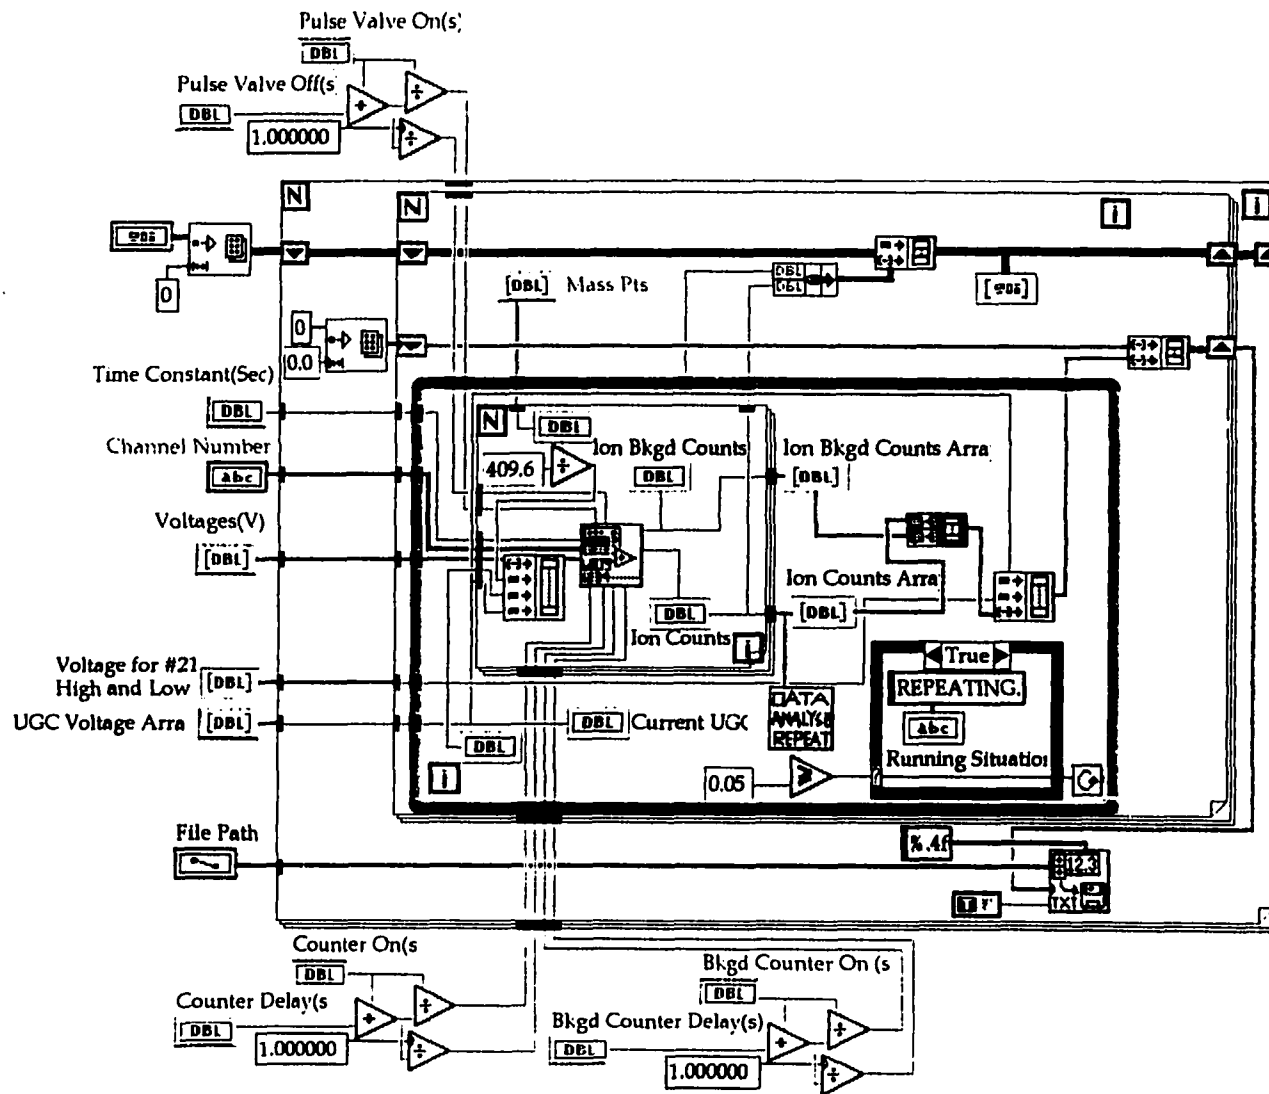 Pulse Valve On(s)
DBL
Pulse Valve Off(s
DBL
1.000000
N
N
i
i
0
[DBL] Mass Pts
DBL
DBL
0
0.0
Time Constant(Sec)
DBL
Channel Number
abc
Voltages(V)
[DBL]
N
DBL
409.6
Ion Bkgd Counts
DBL
Ion Bkgd Counts Arra
[DBL]
Ion Counts Arra
[DBL]
DBL
Ion Counts
i
Voltage for #21
High and Low
[DBL]
UGC Voltage Arra
[DBL]
DBL
Current UGC
DBL
i
DATA
ANALYSE
REPEAT
True
REPEATING.
abc
Running Situation
0.05
File Path
%.4f
12.3
TXT
T F
Counter On(s
DBL
Counter Delay(s
DBL
1.000000
Bkgd Counter On (s
DBL
Bkgd Counter Delay(s)
DBL
1.000000